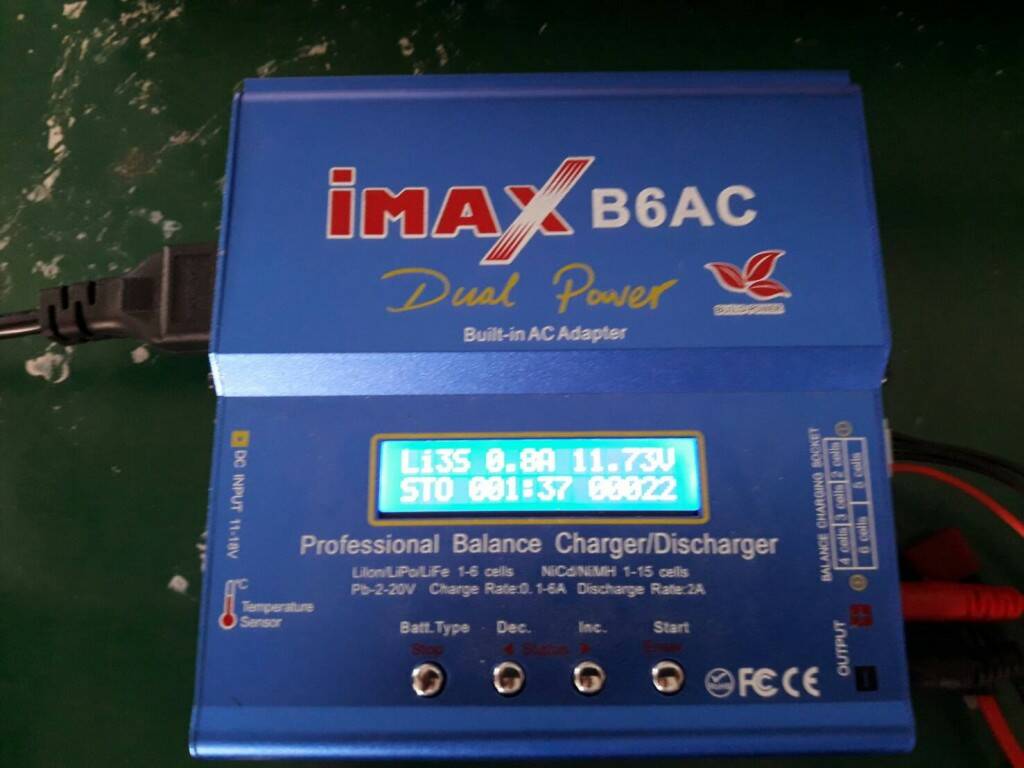 iMAX B6AC
Dual Power
BUILD POWER
Built-in AC Adapter
DC INPUT 11-18V
Li3S 0.8A 11.73V
STO 001:37 00022
BALANCE CHARGING SOCKET
2 cells
3 cells
4 cells
5 cells
6 cells
Professional Balance Charger/Discharger
LiIon/LiPo/LiFe 1-6 cells NiCd/NiMH 1-15 cells
Pb-2-20V Charge Rate:0.1-6A Discharge Rate:2A
°C
Temperature
Sensor
Batt.Type Dec. Inc. Start
Stop ◄ Status ► Enter
OUTPUT
+
-
FC CE